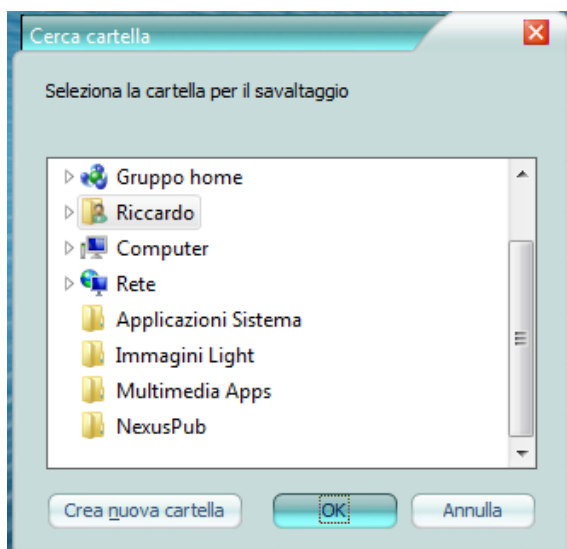 Cerca cartella
Seleziona la cartella per il savaltaggio
Gruppo home
Riccardo
Computer
Rete
Applicazioni Sistema
Immagini Light
Multimedia Apps
NexusPub
Crea nuova cartella OK Annulla